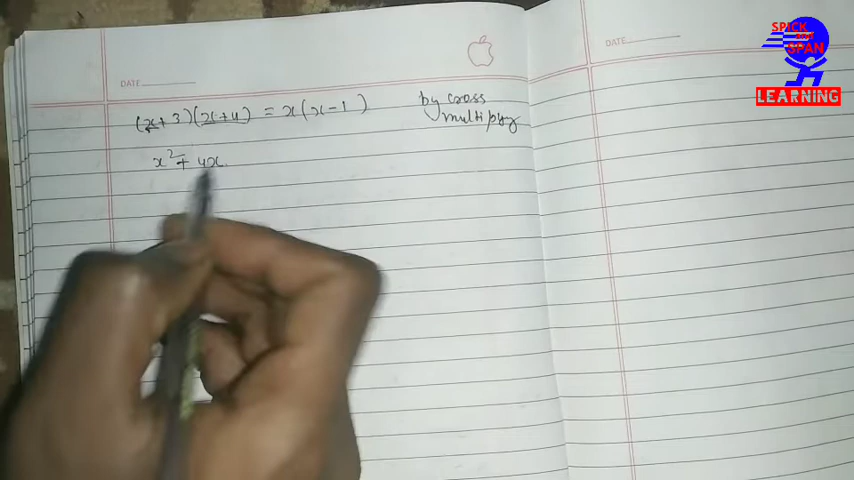 DATE
(x+3)(x+4) = x(x-1) by cross
multiply
x² + 4x
DATE
SPICK
AND
SPAN
LEARNING